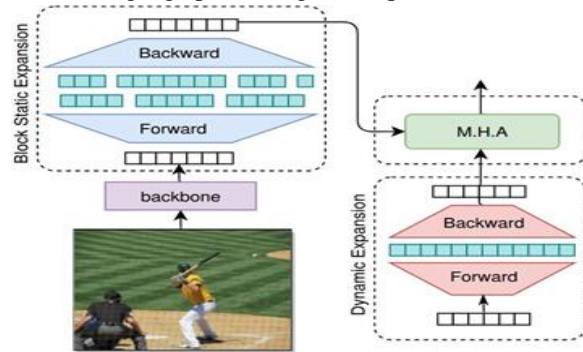 Block Static Expansion
Backward
Forward
backbone
M.H.A
Dynamic Expansion
Backward
Forward